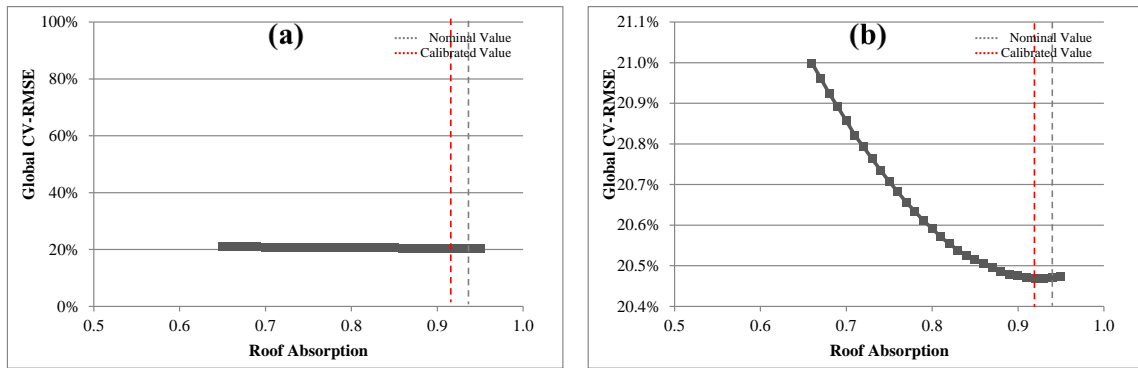 (a)
Nominal Value
Calibrated Value
Global CV-RMSE
100%
80%
60%
40%
20%
0%
0.5
0.6
0.7
0.8
0.9
1.0
Roof Absorption
(b)
Nominal Value
Calibrated Value
Global CV-RMSE
21.1%
21.0%
20.9%
20.8%
20.7%
20.6%
20.5%
20.4%
0.5
0.6
0.7
0.8
0.9
1.0
Roof Absorption